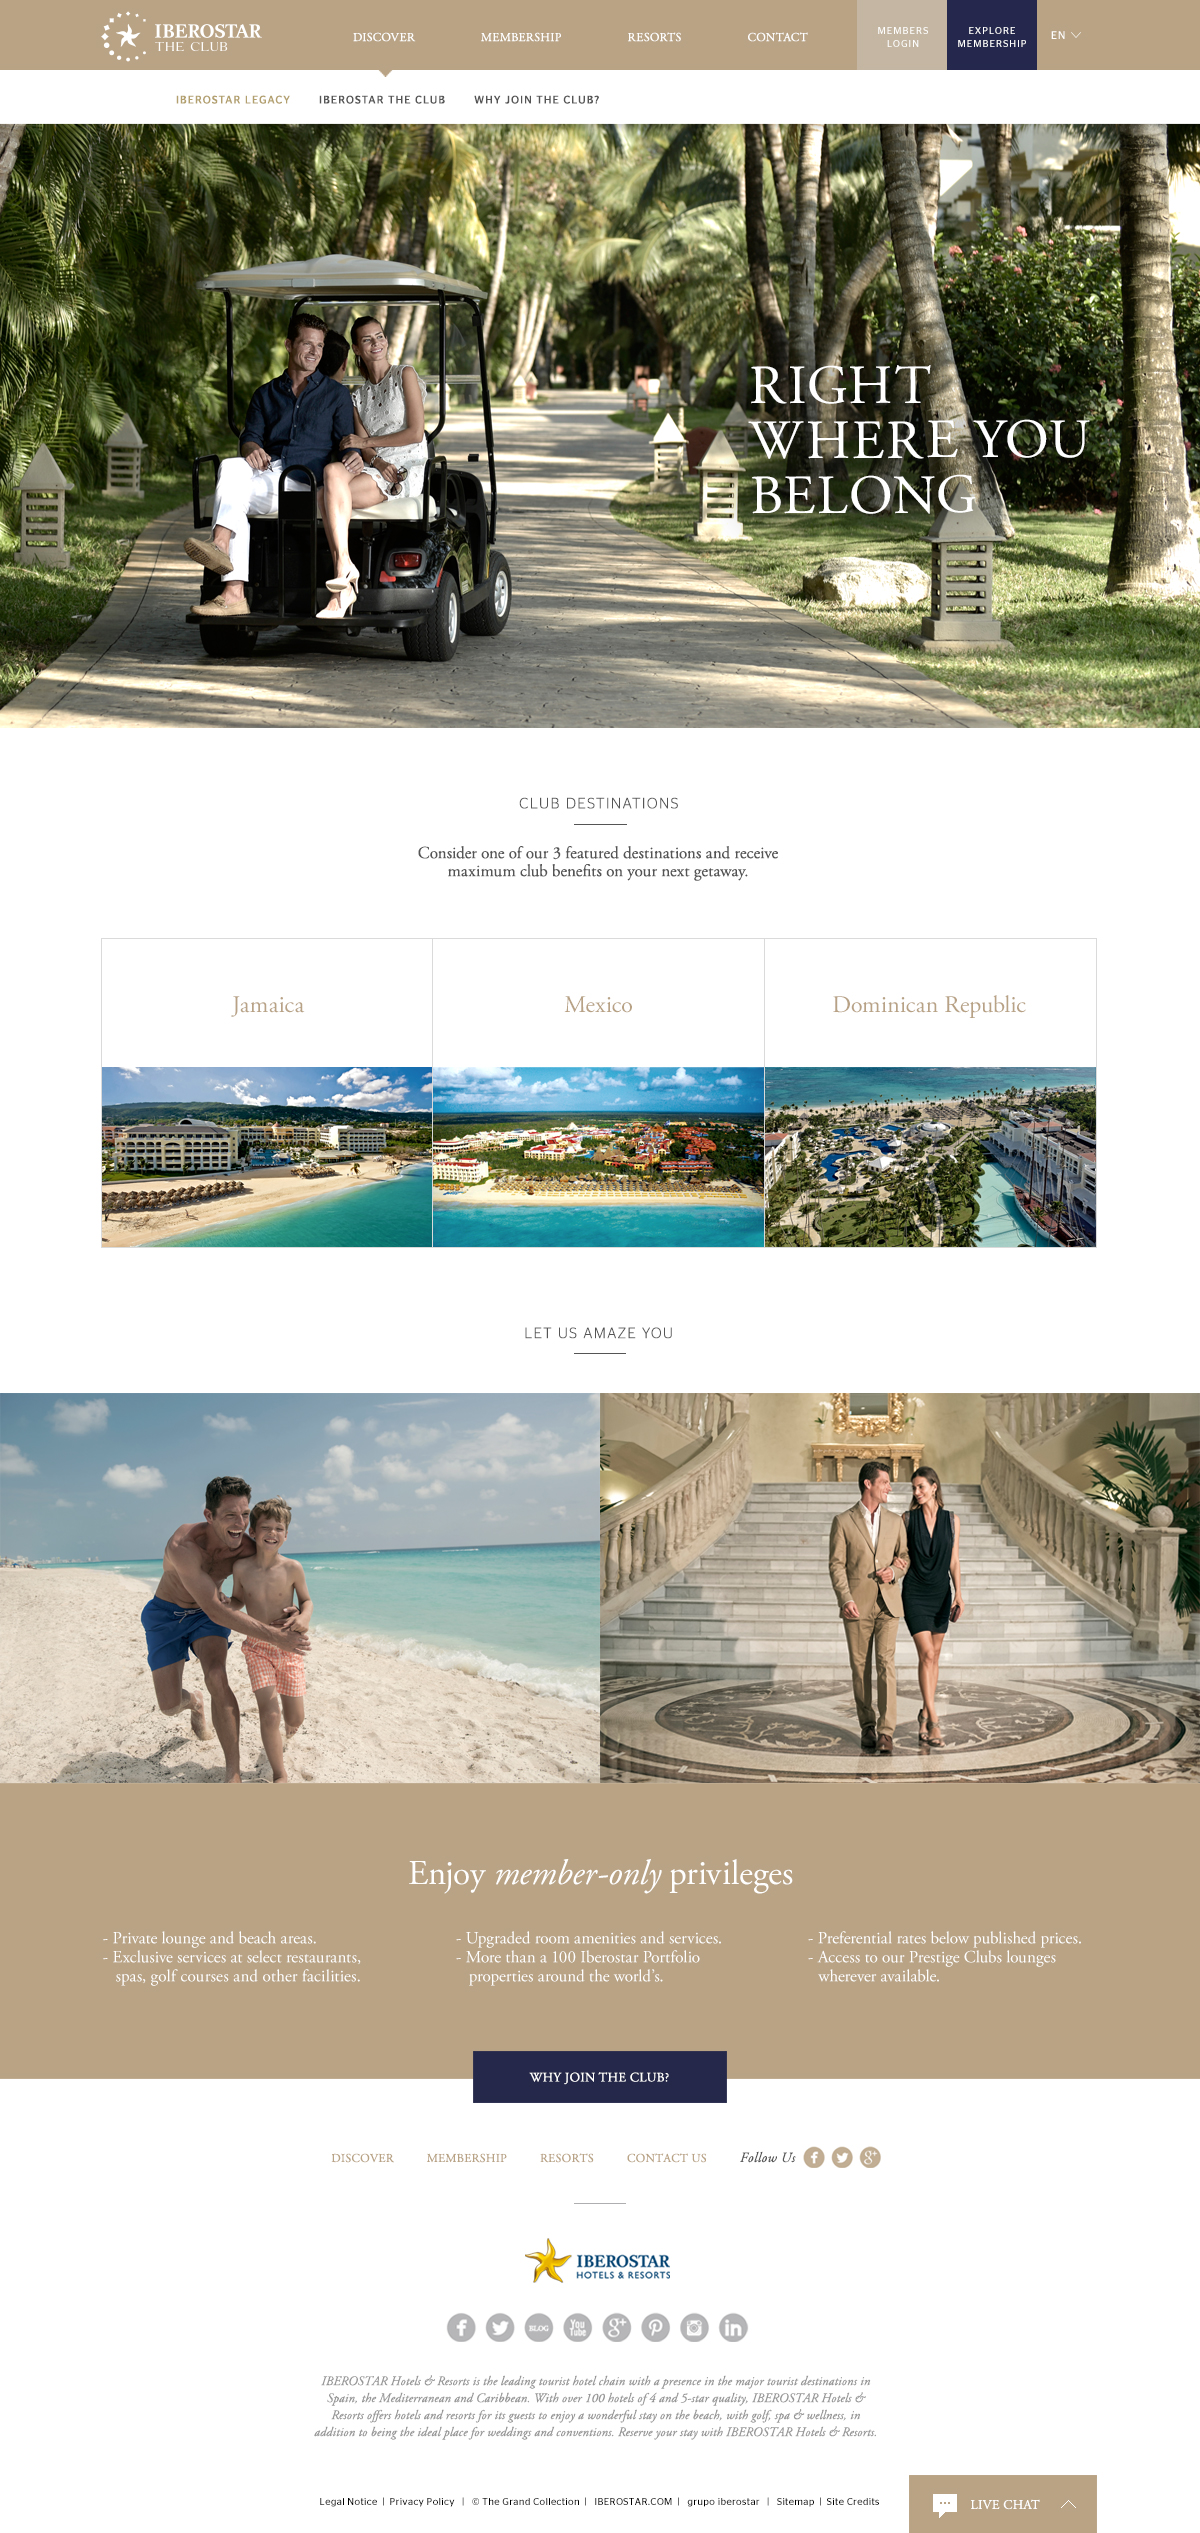 IBEROSTAR
THE CLUB
DISCOVER
MEMBERSHIP
RESORTS
CONTACT
MEMBERS
LOGIN
EXPLORE
MEMBERSHIP
EN
IBEROSTAR LEGACY
IBEROSTAR THE CLUB
WHY JOIN THE CLUB?
RIGHT
WHERE YOU
BELONG
CLUB DESTINATIONS
Consider one of our 3 featured destinations and receive
maximum club benefits on your next getaway.
Jamaica
Mexico
Dominican Republic
LET US AMAZE YOU
Enjoy member-only privileges
- Private lounge and beach areas.
- Exclusive services at select restaurants,
spas, golf courses and other facilities.
- Upgraded room amenities and services.
- More than a 100 Iberostar Portfolio
properties around the world's.
- Preferential rates below published prices.
- Access to our Prestige Clubs lounges
wherever available.
WHY JOIN THE CLUB?
DISCOVER
MEMBERSHIP
RESORTS
CONTACT US
Follow Us
IBEROSTAR
HOTELS & RESORTS
BLOG
You
Tube
IBEROSTAR Hotels & Resorts is the leading tourist hotel chain with a presence in the major tourist destinations in
Spain, the Mediterranean and Caribbean. With over 100 hotels of 4 and 5-star quality, IBEROSTAR Hotels &
Resorts offers hotels and resorts for its guests to enjoy a wonderful stay on the beach, with golf, spa & wellness, in
addition to being the ideal place for weddings and conventions. Reserve your stay with IBEROSTAR Hotels & Resorts.
Legal Notice | Privacy Policy | © The Grand Collection | IBEROSTAR.COM | grupo iberostar | Sitemap | Site Credits
LIVE CHAT